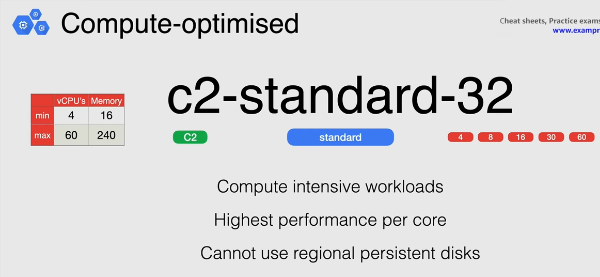 Compute-optimised
Cheat sheets, Practice exams
www.exampr
vCPU's Memory
min 4 16
max 60 240
c2-standard-32
C2 standard 4 8 16 30 60
Compute intensive workloads
Highest performance per core
Cannot use regional persistent disks